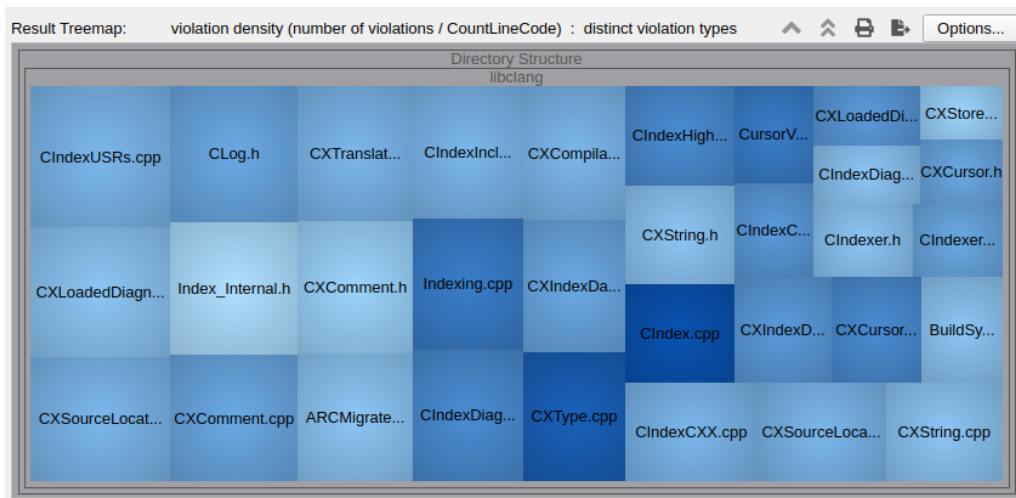 Result Treemap: violation density (number of violations / CountLineCode) : distinct violation types Options...
Directory Structure
libclang
CIndexUSRs.cpp
CLog.h
CXTranslat...
CIndexIncl...
CXCompila...
CIndexHigh...
CursorV...
CXLoadedDi...
CXStore...
CIndexDiag...
CXCursor.h
CXString.h
CIndexC...
CIndexer.h
CIndexer...
CXLoadedDiagn...
Index_Internal.h
CXComment.h
Indexing.cpp
CXIndexDa...
CIndex.cpp
CXIndexD...
CXCursor...
BuildSy...
CXSourceLocat...
CXComment.cpp
ARCMigrate...
CIndexDiag...
CXType.cpp
CIndexCXX.cpp
CXSourceLoca...
CXString.cpp